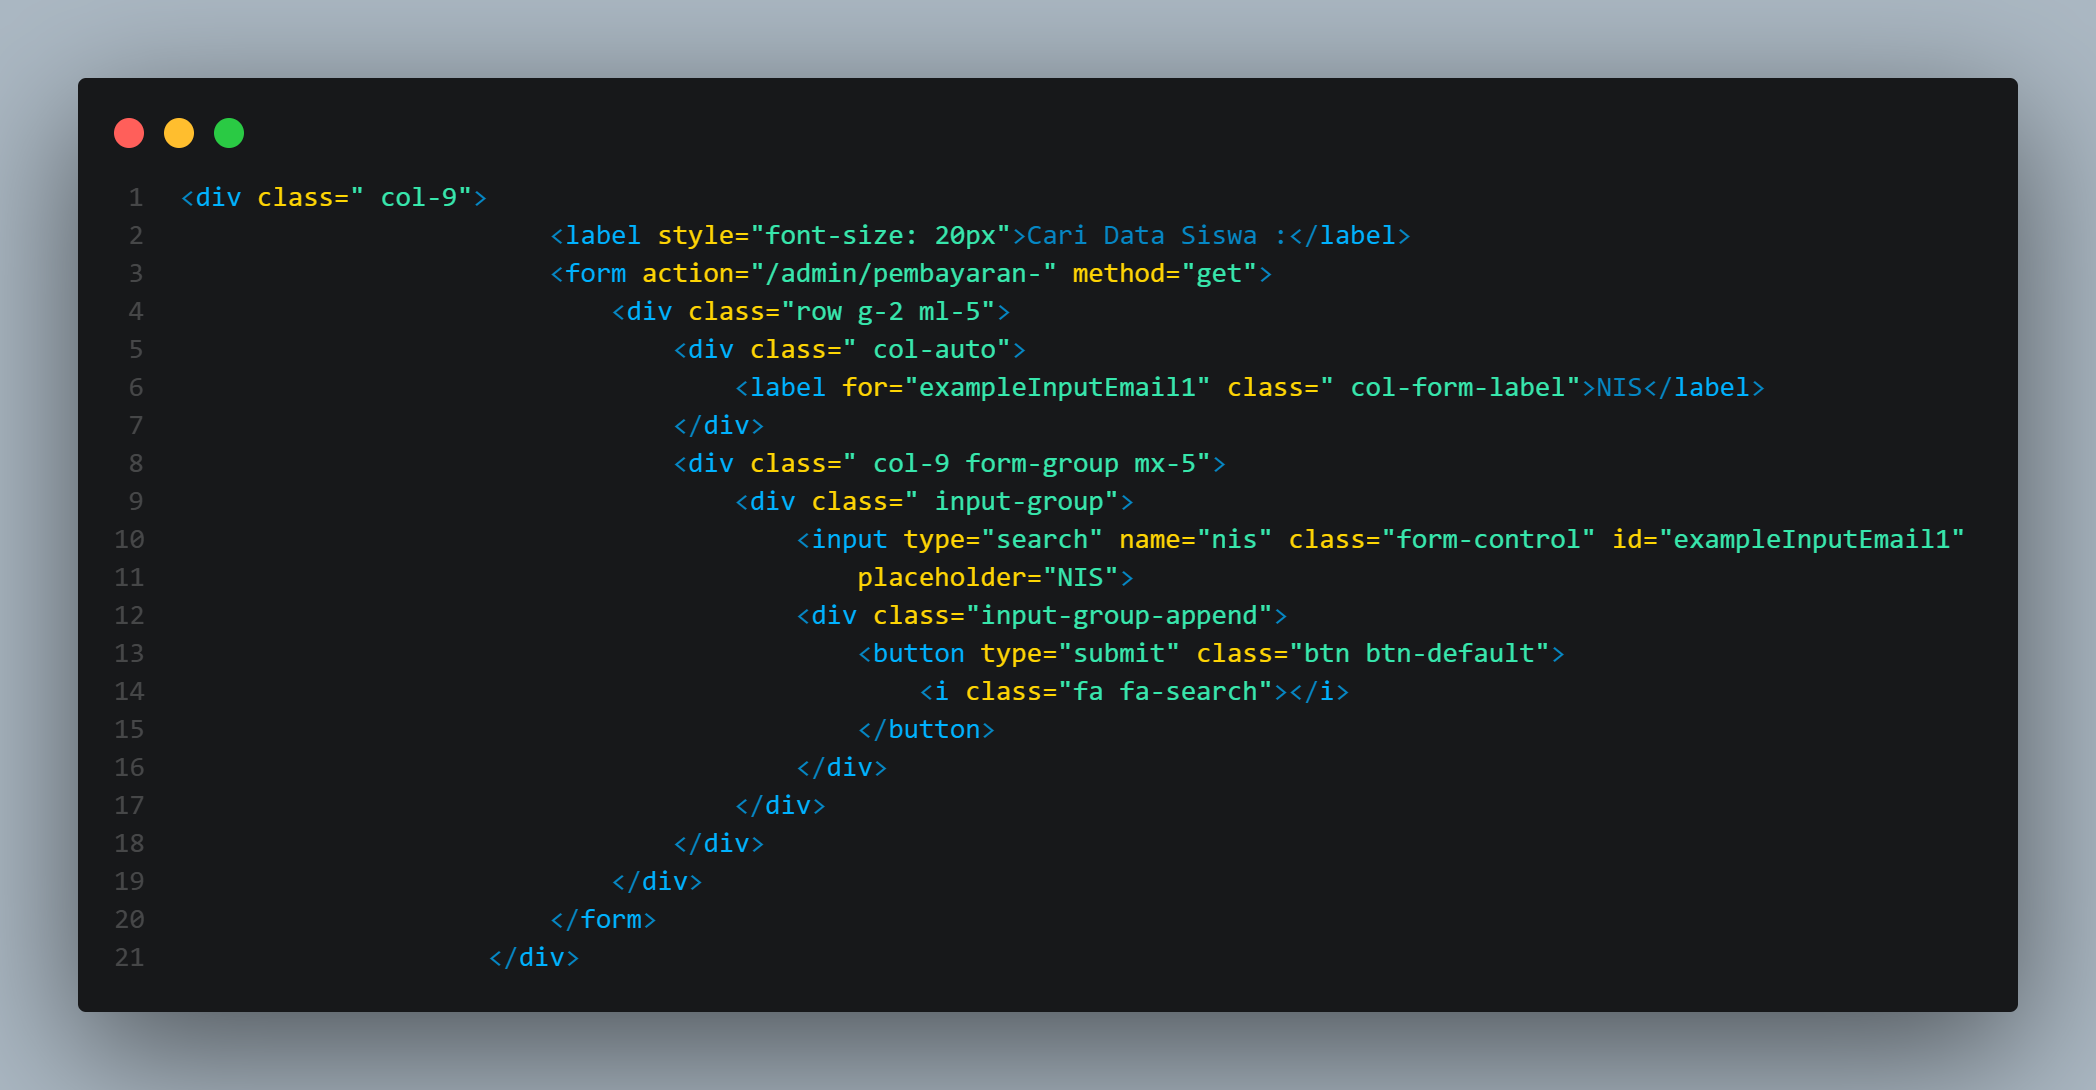 1 <div class=" col-9">
2                         <label style="font-size: 20px">Cari Data Siswa :</label>
3                         <form action="/admin/pembayaran-" method="get">
4                             <div class="row g-2 ml-5">
5                                 <div class=" col-auto">
6                                     <label for="exampleInputEmail1" class=" col-form-label">NIS</label>
7                                 </div>
8                                 <div class=" col-9 form-group mx-5">
9                                     <div class=" input-group">
10                                         <input type="search" name="nis" class="form-control" id="exampleInputEmail1"
11                                             placeholder="NIS">
12                                         <div class="input-group-append">
13                                             <button type="submit" class="btn btn-default">
14                                                 <i class="fa fa-search"></i>
15                                             </button>
16                                         </div>
17                                     </div>
18                                 </div>
19                             </div>
20                         </form>
21                     </div>